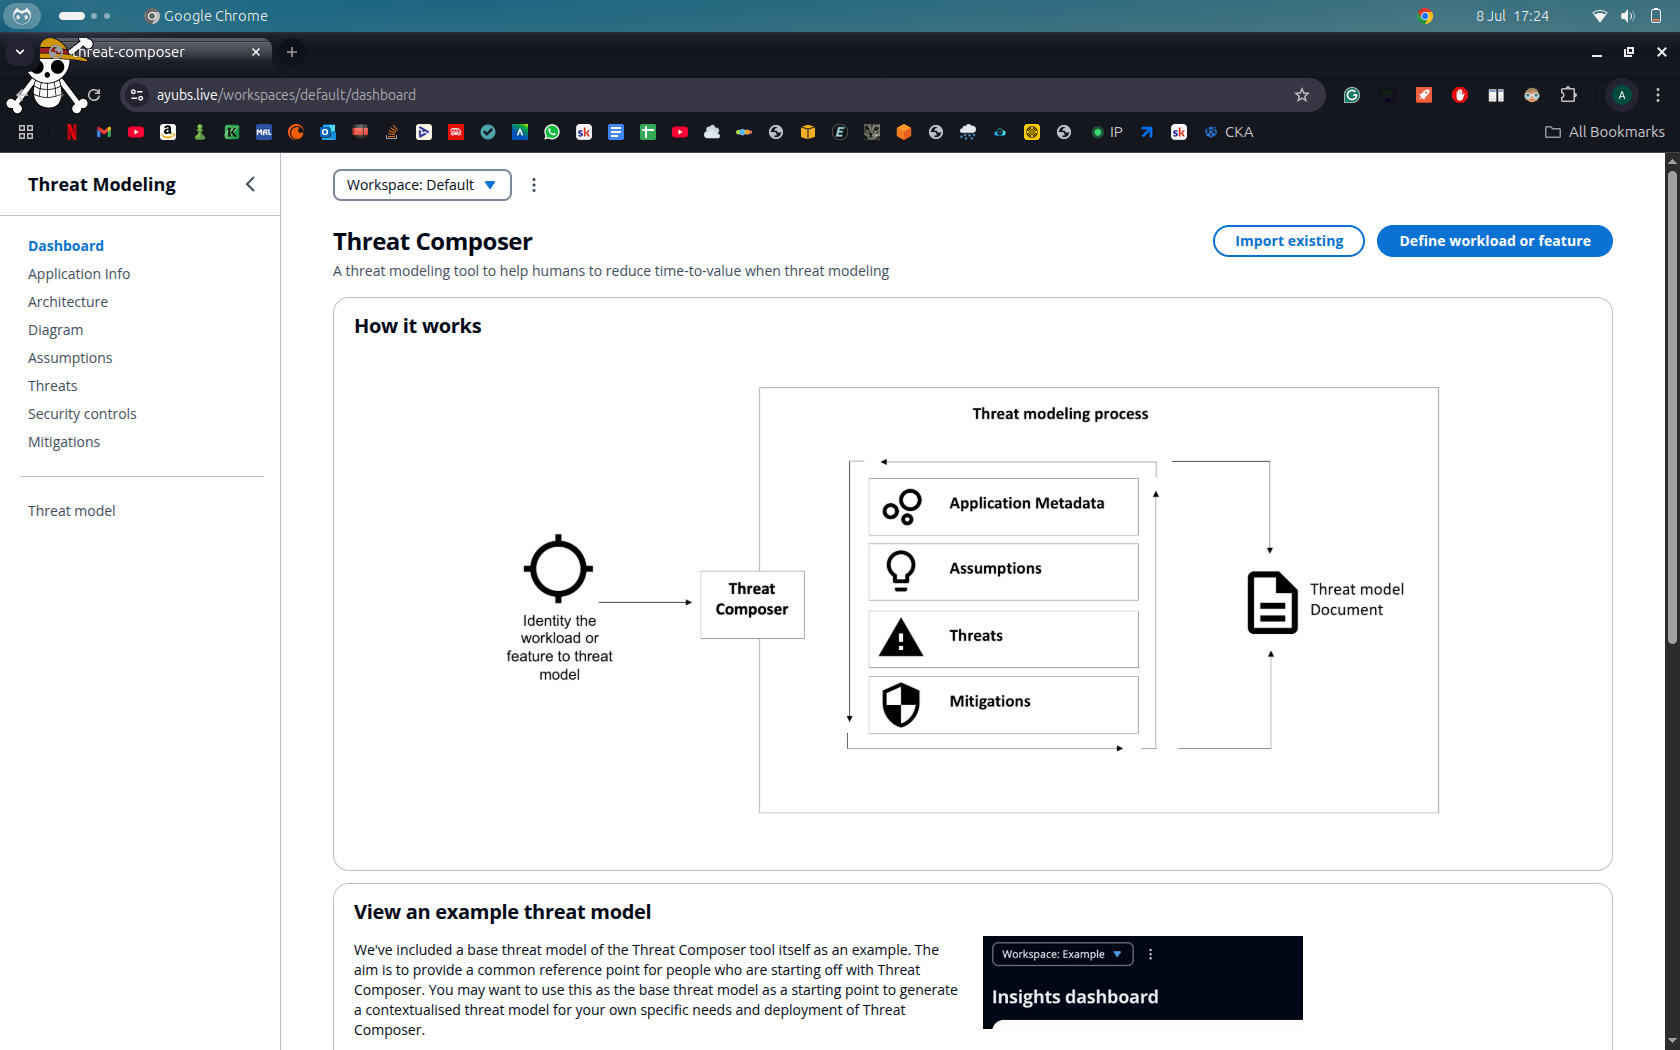 Google Chrome
8 Jul 17:24
threat-composer
ayubs.live/workspaces/default/dashboard
A
MAL
sk
E
IP
sk
CKA
All Bookmarks
Threat Modeling
Dashboard
Application Info
Architecture
Diagram
Assumptions
Threats
Security controls
Mitigations
Threat model
Workspace: Default
Threat Composer
A threat modeling tool to help humans to reduce time-to-value when threat modeling
Import existing
Define workload or feature
How it works
Threat modeling process
Application Metadata
Assumptions
Threats
Mitigations
Identity the
workload or
feature to threat
model
Threat
Composer
Threat model
Document
View an example threat model
We've included a base threat model of the Threat Composer tool itself as an example. The
aim is to provide a common reference point for people who are starting off with Threat
Composer. You may want to use this as the base threat model as a starting point to generate
a contextualised threat model for your own specific needs and deployment of Threat
Composer.
Workspace: Example
Insights dashboard